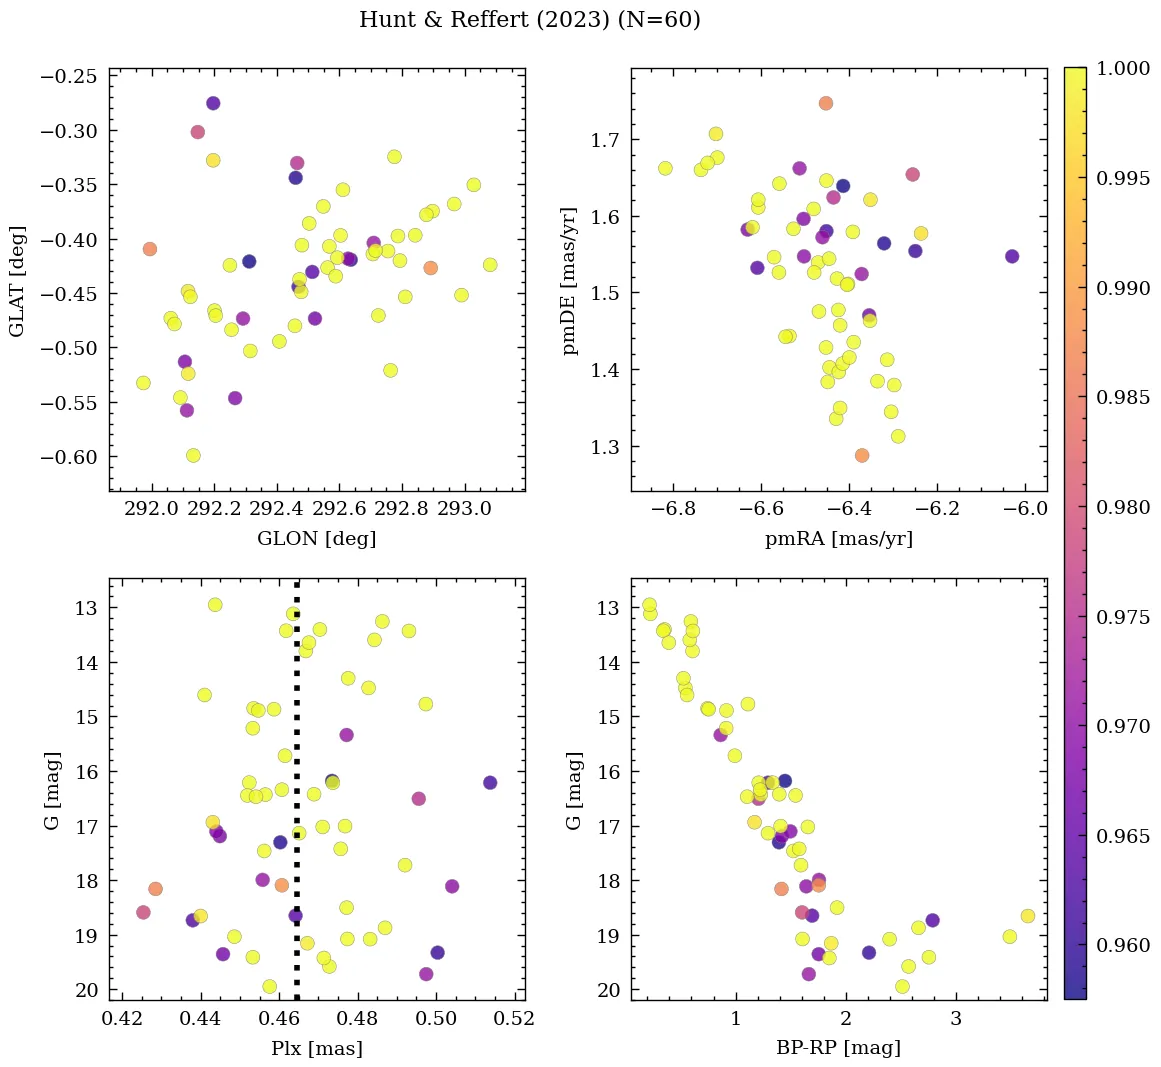 Hunt & Reffert (2023) (N=60)
−0.25
−0.30
−0.35
−0.40
−0.45
−0.50
−0.55
−0.60
GLAT [deg]
292.0 292.2 292.4 292.6 292.8 293.0
GLON [deg]
1.7
1.6
1.5
1.4
1.3
pmDE [mas/yr]
−6.8 −6.6 −6.4 −6.2 −6.0
pmRA [mas/yr]
13
14
15
16
17
18
19
20
G [mag]
0.42 0.44 0.46 0.48 0.50 0.52
Plx [mas]
13
14
15
16
17
18
19
20
G [mag]
1 2 3
BP-RP [mag]
1.000
0.995
0.990
0.985
0.980
0.975
0.970
0.965
0.960